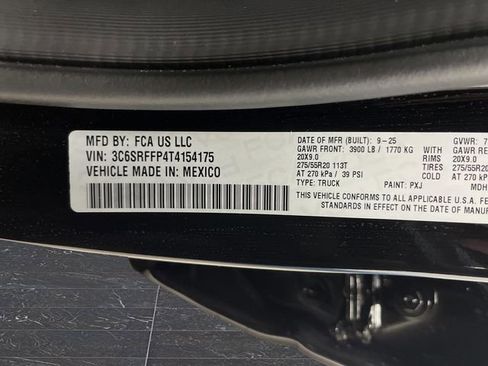 MFD BY: FCA US LLC
VIN: 3C6SRFFP4T4154175
VEHICLE MADE IN: MEXICO
DATE OF MFR (BUILT): 9-25 GVWR: 7
GAWR FRONT: 3900 LB / 1770 KG GAWR RE
20X9.0 RIMS 20X9.0
275/55R20 113T TIRES 275/55R20
AT 270 kPa / 39 PSI AT 270 kP
TYPE: TRUCK PAINT: PXJ MDH
THIS VEHICLE CONFORMS TO ALL APPLICABLE U.S.A. FE
STANDARDS IN EFFECT ON THE DATE OF MANUFA